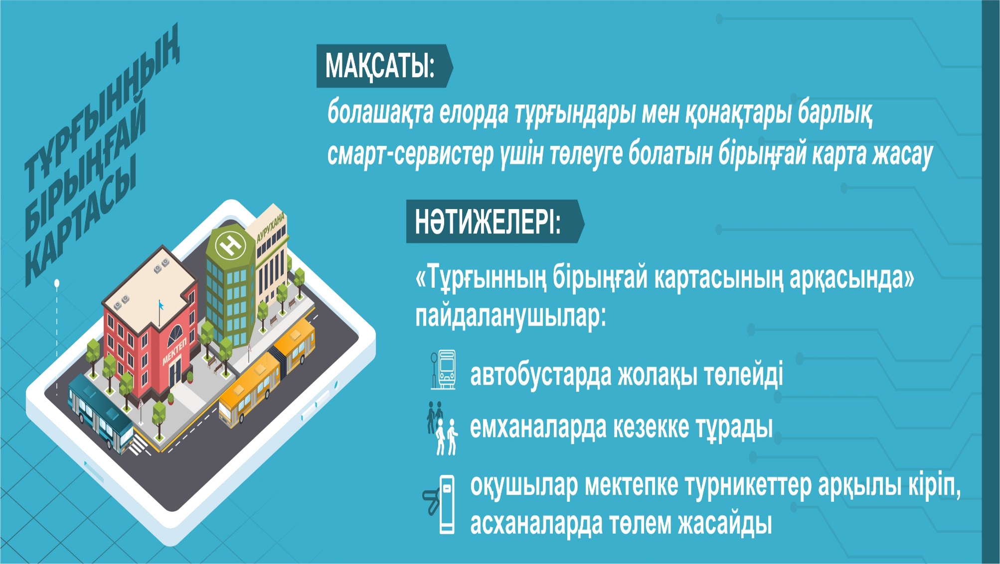 ТҰРҒЫННЫҢ
БІРЫҢҒАЙ
КАРТАСЫ
МАҚСАТЫ:
болашақта елорда тұрғындары мен қонақтары барлық
смарт-сервистер үшін төлеуге болатын бірыңғай карта жасау
НӘТИЖЕЛЕРІ:
«Тұрғынның бірыңғай картасының арқасында»
пайдаланушылар:
автобустарда жолақы төлейді
емханаларда кезекке тұрады
оқушылар мектепке турникеттер арқылы кіріп,
асханаларда төлем жасайды
АУРУХАНА
H
МЕКТЕП